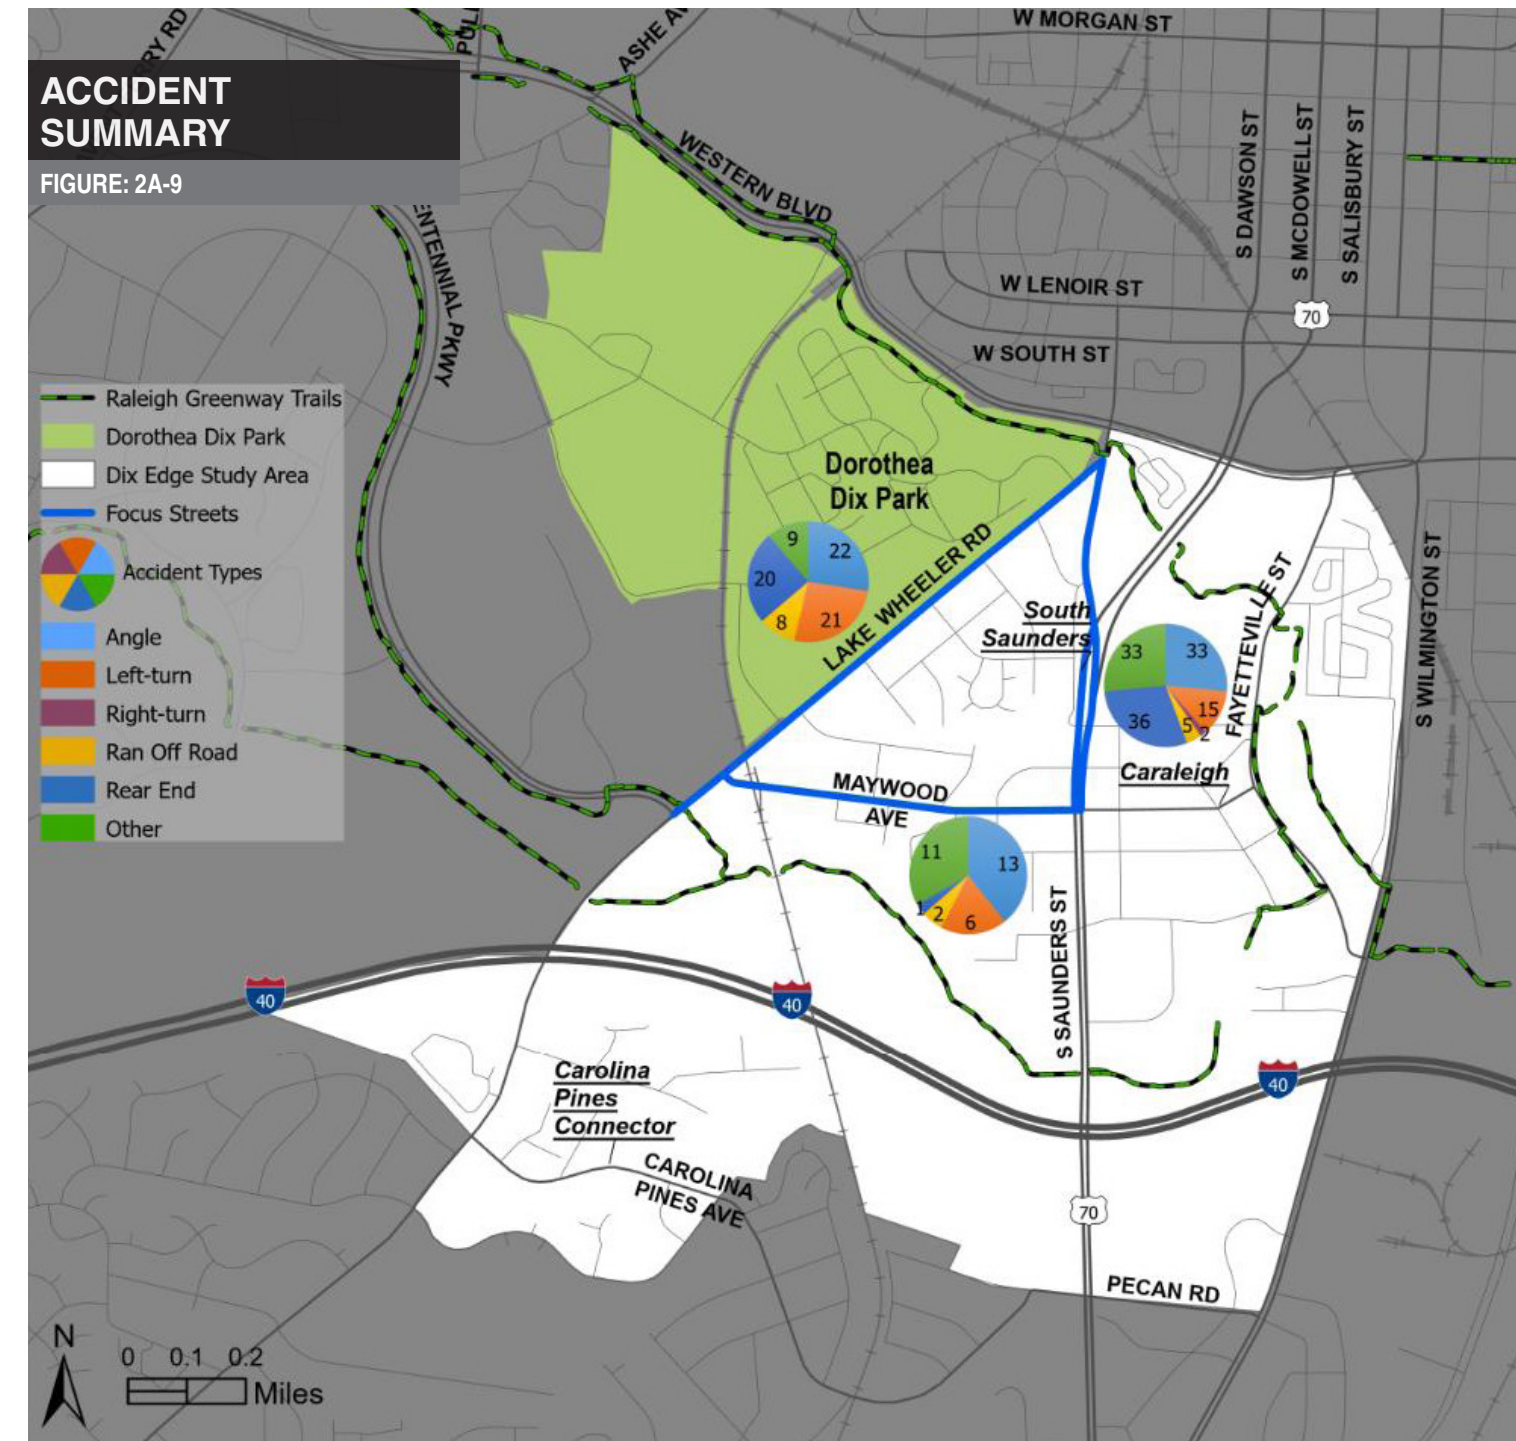 W MORGAN ST
ASHE AV
ACCIDENT
SUMMARY
FIGURE: 2A-9
WESTERN BLVD
S DAWSON ST
S MCDOWELL ST
S SALISBURY ST
ENTENNIAL PKWY
W LENOIR ST
70
W SOUTH ST
Raleigh Greenway Trails
Dorothea Dix Park
Dix Edge Study Area
Focus Streets
Accident Types
Angle
Left-turn
Right-turn
Ran Off Road
Rear End
Other
Dorothea
Dix Park
9
22
20
8
21
LAKE WHEELER RD
South
Saunders
FAYETTEVILLE ST
S WILMINGTON ST
33
33
15
36
5
2
Caraleigh
MAYWOOD
AVE
11
13
1
2
6
S SAUNDERS ST
40
40
40
Carolina
Pines
Connector
CAROLINA
PINES AVE
70
PECAN RD
N
0 0.1 0.2
Miles